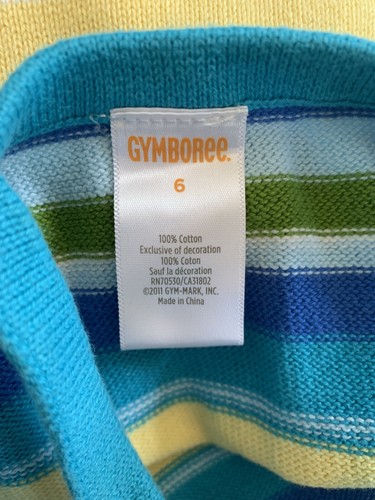 GYMBOREE.
6
100% Cotton
Exclusive of decoration
100% Coton
Sauf la décoration
RN70530/CA31802
©2011 GYM-MARK, INC.
Made in China